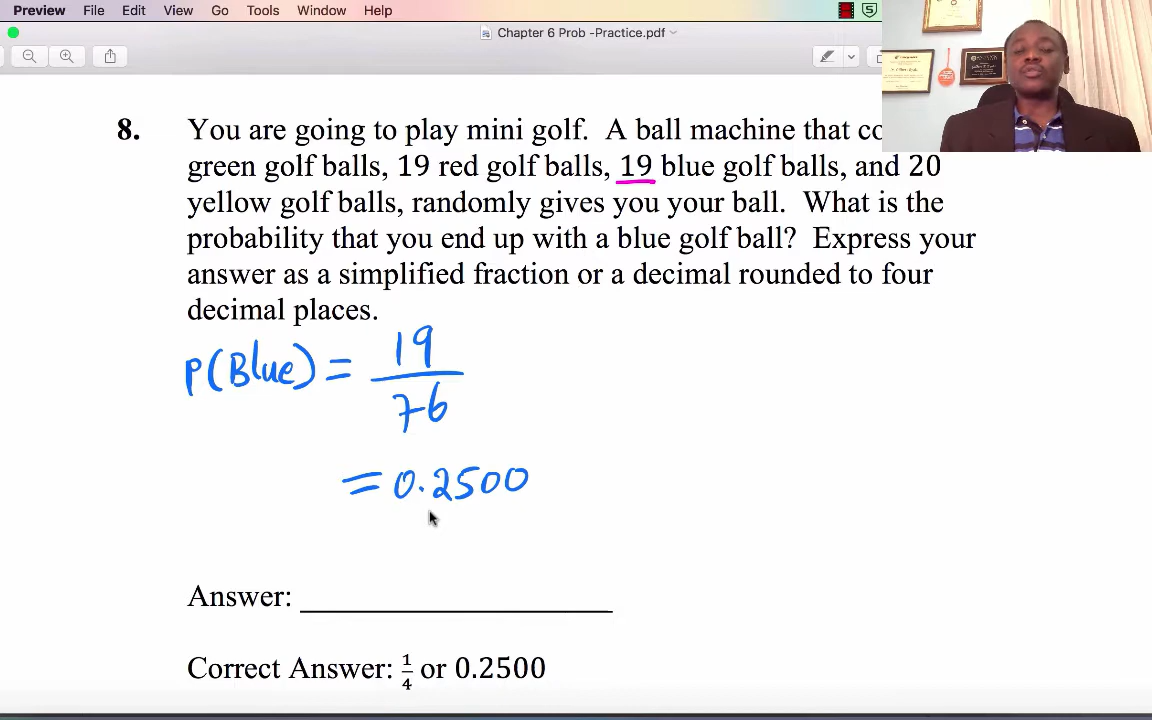 Preview File Edit View Go Tools Window Help
Chapter 6 Prob -Practice.pdf
8. You are going to play mini golf. A ball machine that
green golf balls, 19 red golf balls, 19 blue golf balls, and 20
yellow golf balls, randomly gives you your ball. What is the
probability that you end up with a blue golf ball? Express your
answer as a simplified fraction or a decimal rounded to four
decimal places.
P(Blue) = 19/76
= 0.2500
Answer: ____________________
Correct Answer: 1/4 or 0.2500